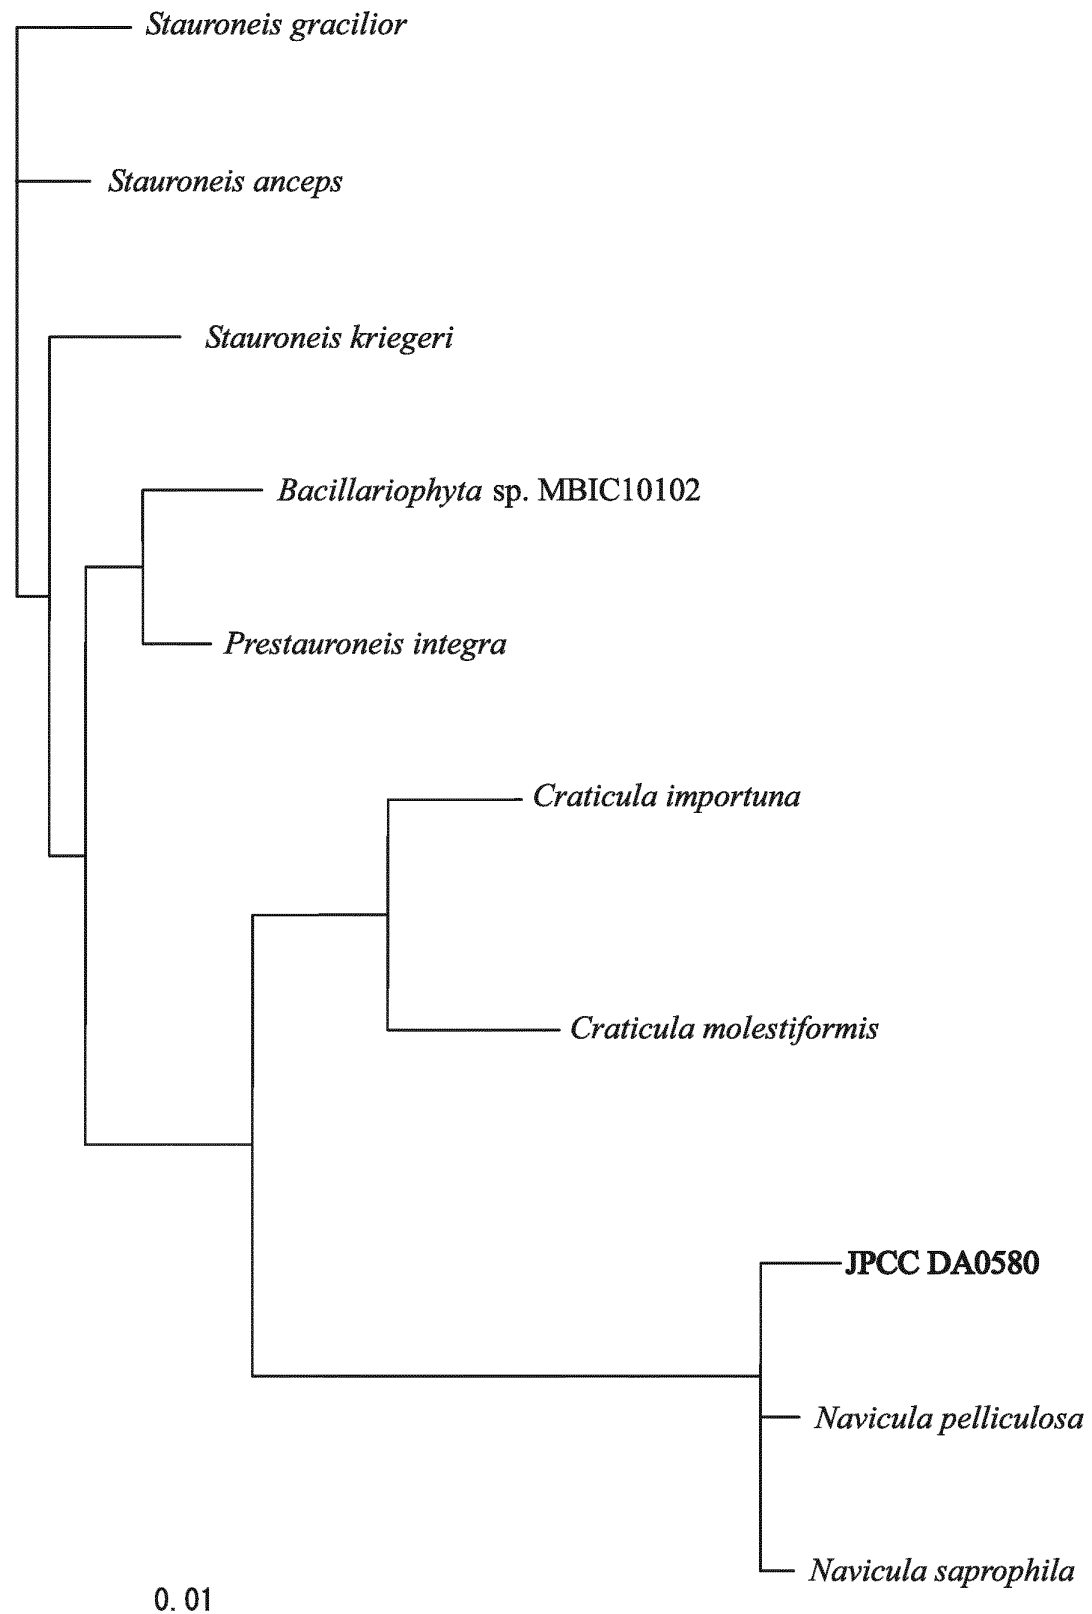 Stauroneis gracilior
Stauroneis anceps
Stauroneis kriegeri
Bacillariophyta sp. MBIC10102
Prestauroneis integra
Craticula importuna
Craticula molestiformis
JPCC DA0580
Navicula pelliculosa
Navicula saprophila
0.01